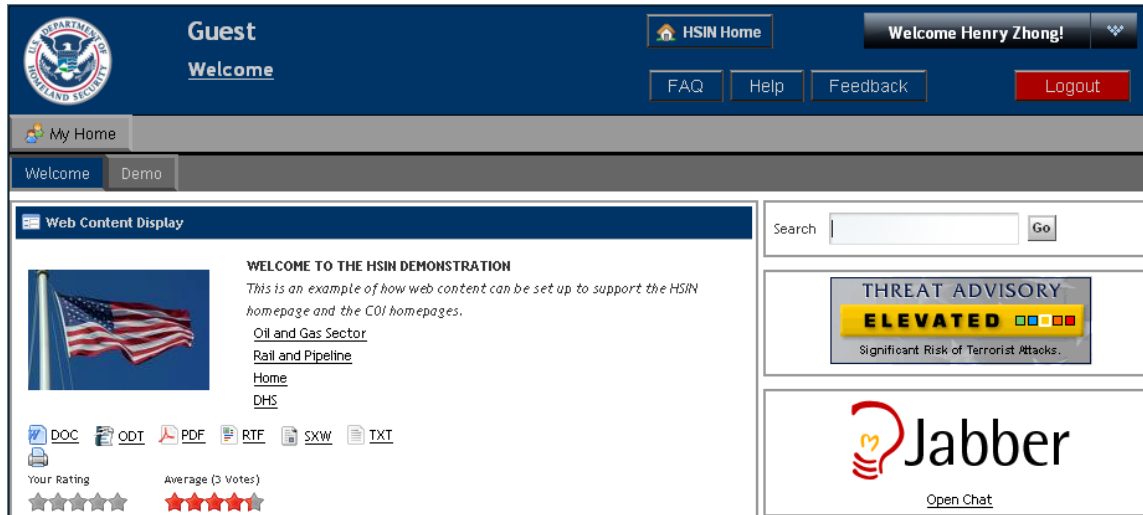 U.S. DEPARTMENT OF
HOMELAND SECURITY
Guest
Welcome
HSIN Home
Welcome Henry Zhong!
FAQ
Help
Feedback
Logout
My Home
Welcome
Demo
Web Content Display
WELCOME TO THE HSIN DEMONSTRATION
This is an example of how web content can be set up to support the HSIN
homepage and the COI homepages.
Oil and Gas Sector
Rail and Pipeline
Home
DHS
DOC
ODT
PDF
RTF
SXW
TXT
Your Rating
Average (3 Votes)
Search
Go
THREAT ADVISORY
ELEVATED
Significant Risk of Terrorist Attacks.
Jabber
Open Chat